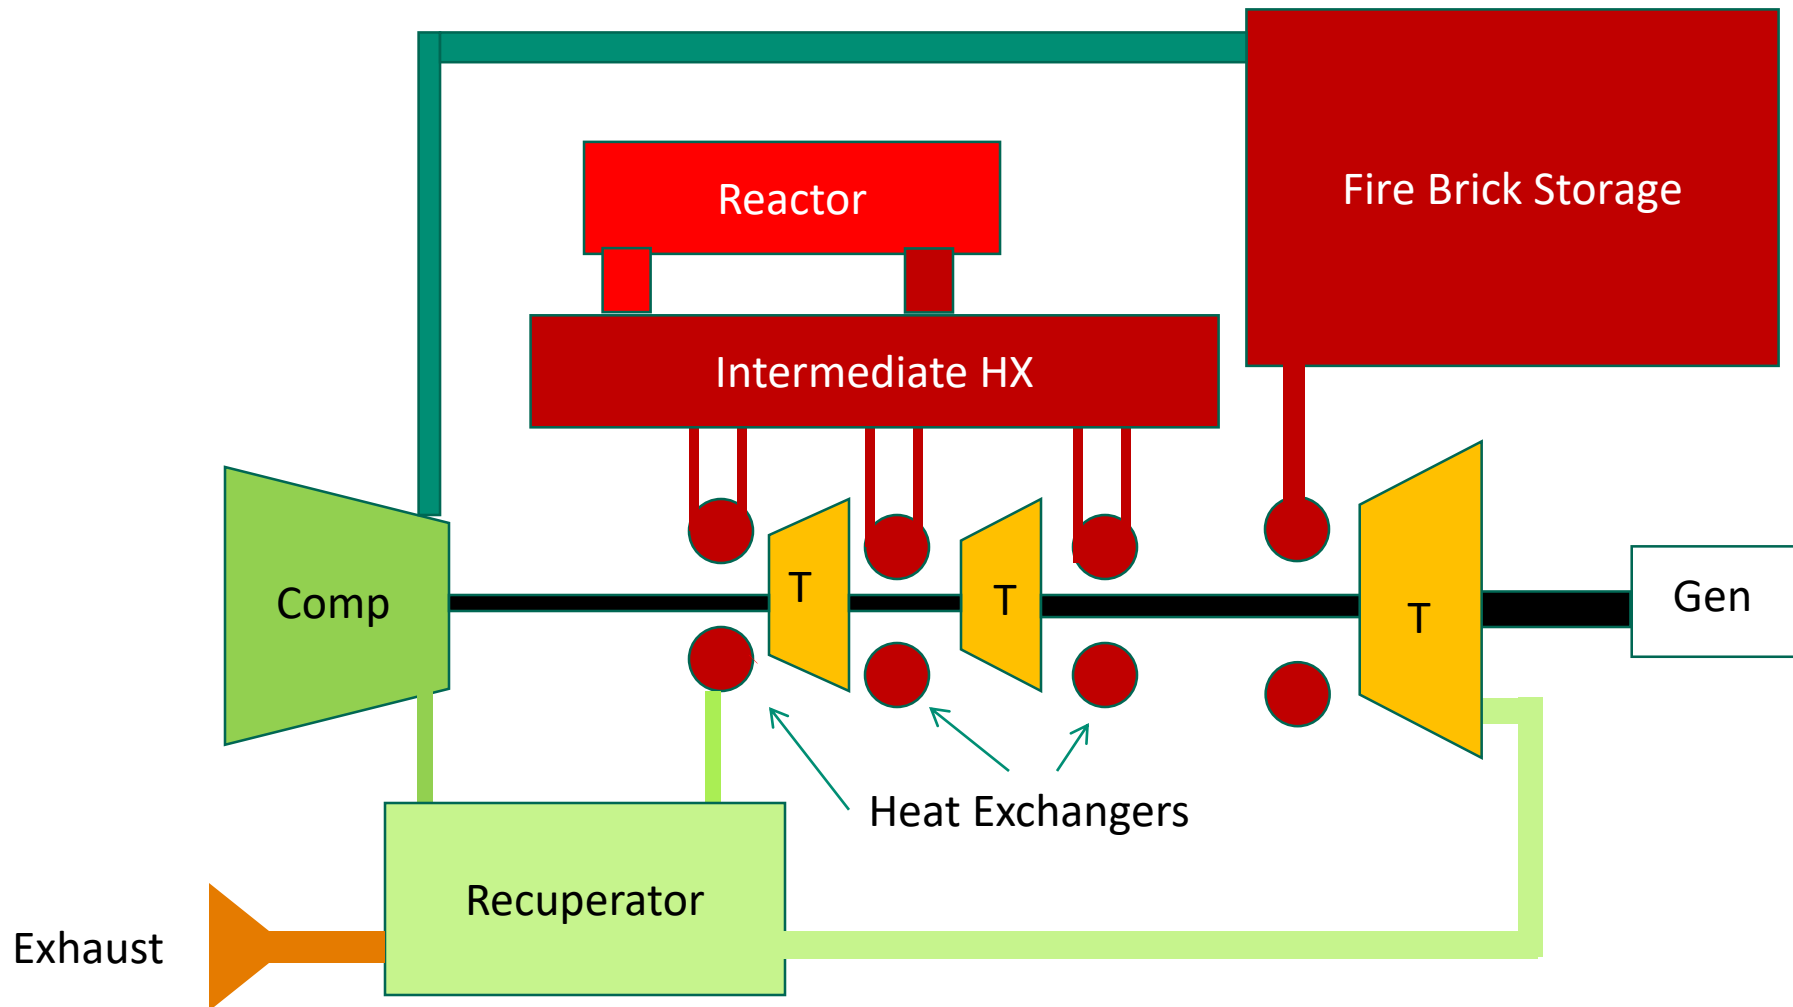 Fire Brick Storage
Reactor
Intermediate HX
Comp
T
T
T
Gen
Heat Exchangers
Recuperator
Exhaust